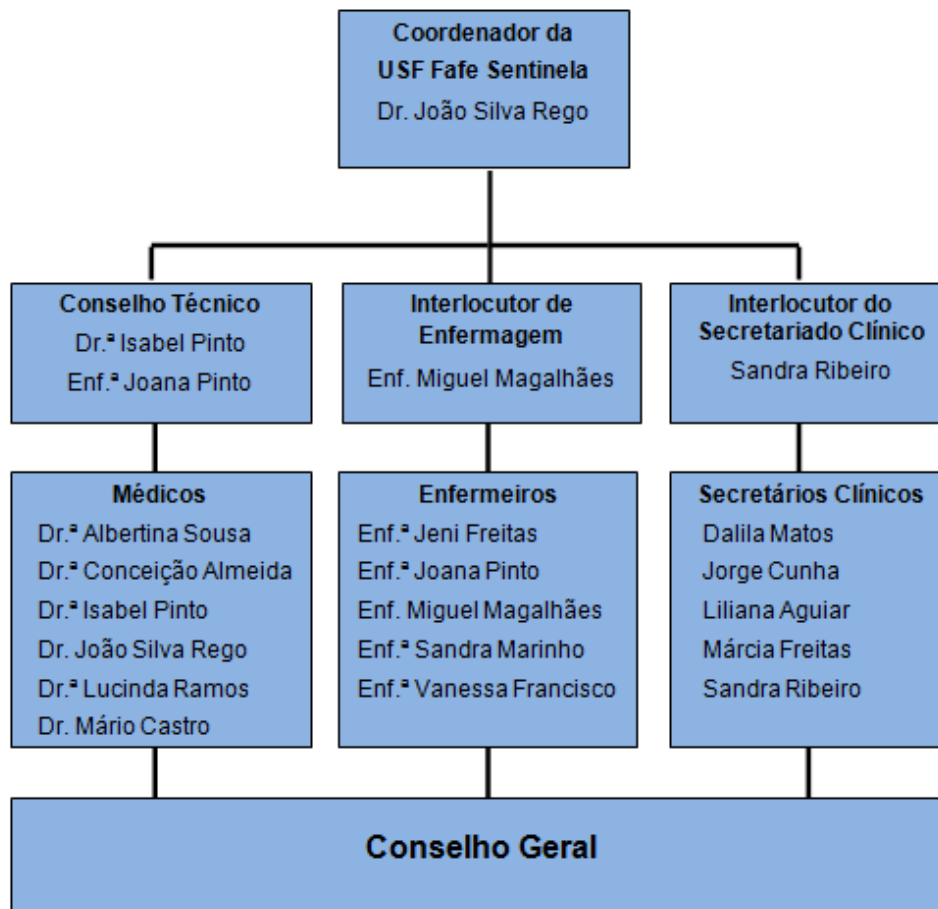 Coordenador da
USF Fafe Sentinela
Dr. João Silva Rego
Conselho Técnico
Dr.ª Isabel Pinto
Enf.ª Joana Pinto
Interlocutor de
Enfermagem
Enf. Miguel Magalhães
Interlocutor do
Secretariado Clínico
Sandra Ribeiro
Médicos
Dr.ª Albertina Sousa
Dr.ª Conceição Almeida
Dr.ª Isabel Pinto
Dr. João Silva Rego
Dr.ª Lucinda Ramos
Dr. Mário Castro
Enfermeiros
Enf.ª Jeni Freitas
Enf.ª Joana Pinto
Enf. Miguel Magalhães
Enf.ª Sandra Marinho
Enf.ª Vanessa Francisco
Secretários Clínicos
Dalila Matos
Jorge Cunha
Liliana Aguiar
Márcia Freitas
Sandra Ribeiro
Conselho Geral